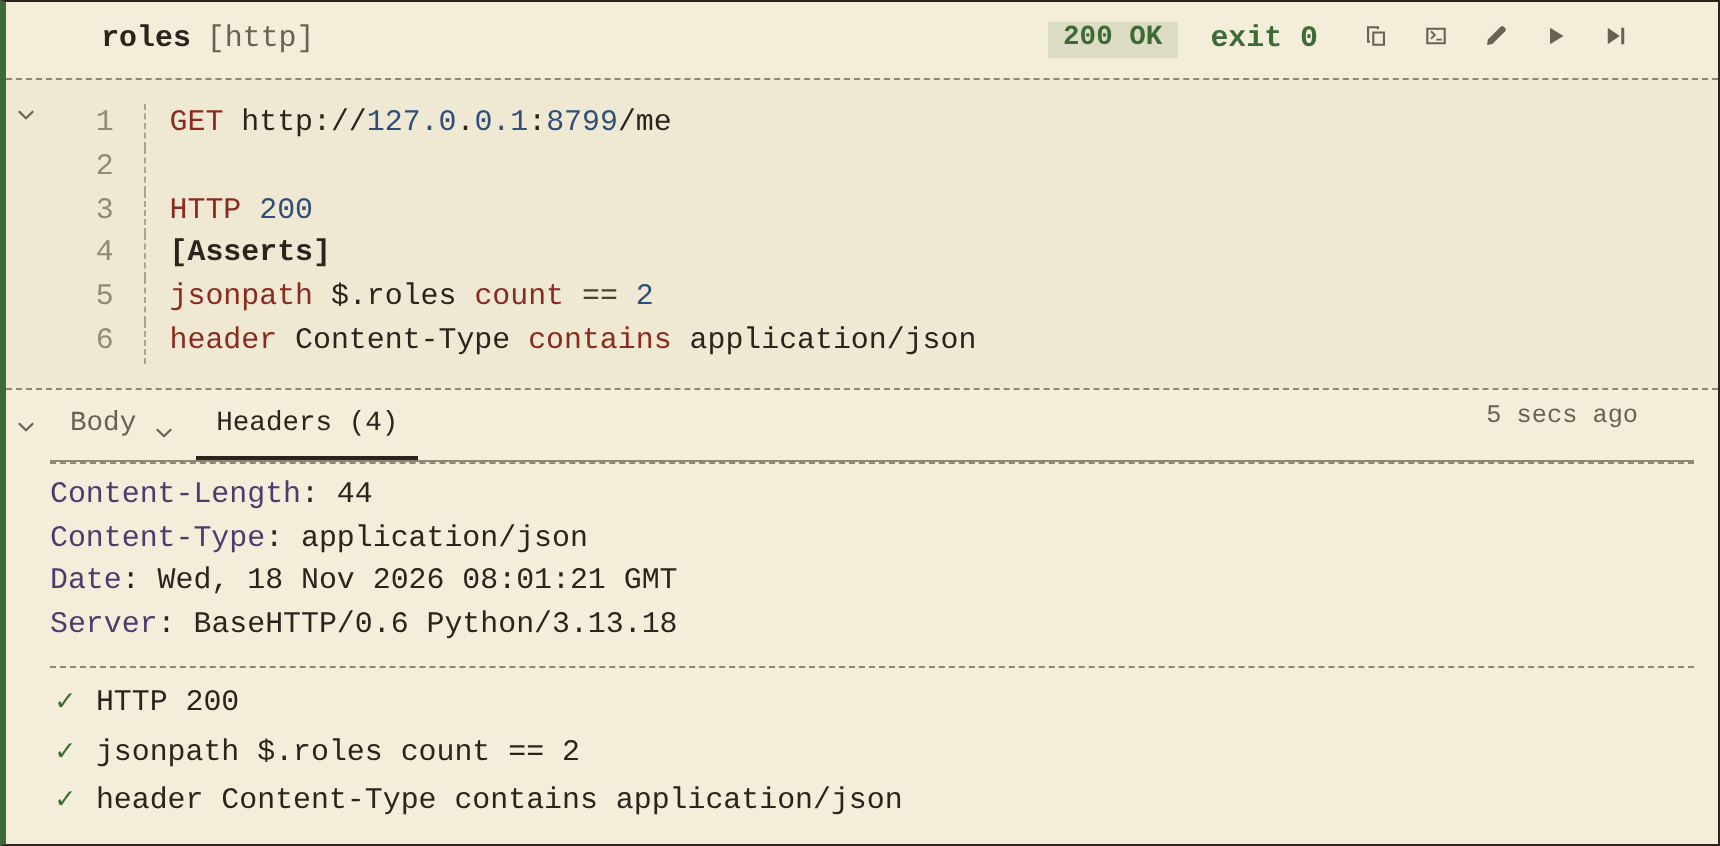 roles [http] 200 OK exit 0
1 GET http://127.0.0.1:8799/me
2
3 HTTP 200
4 [Asserts]
5 jsonpath $.roles count == 2
6 header Content-Type contains application/json
Body Headers (4) 5 secs ago
Content-Length: 44
Content-Type: application/json
Date: Wed, 18 Nov 2026 08:01:21 GMT
Server: BaseHTTP/0.6 Python/3.13.18
✓ HTTP 200
✓ jsonpath $.roles count == 2
✓ header Content-Type contains application/json